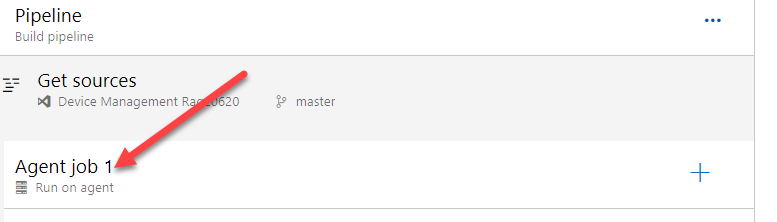 Pipeline
Build pipeline
Get sources
Device Management master
Agent job 1
Run on agent